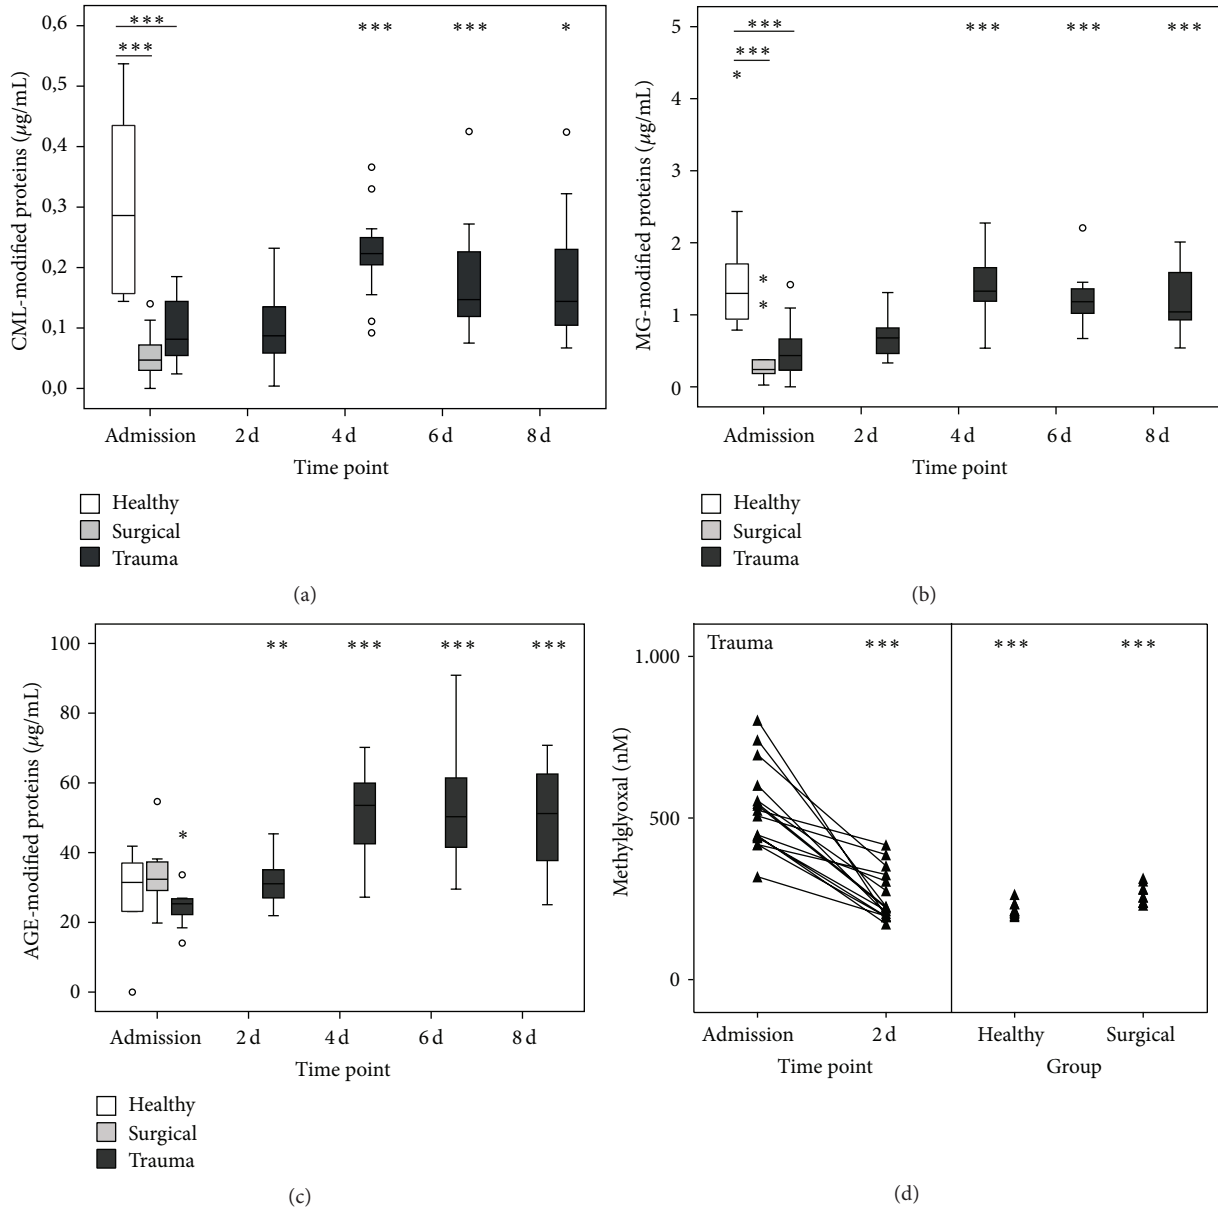 CML-modified proteins (μg/mL)
0,6
0,5
0,4
0,3
0,2
0,1
0,0
*** 
***
*** *** *
Admission 2 d 4 d 6 d 8 d
Time point
Healthy
Surgical
Trauma
(a)
MG-modified proteins (μg/mL)
5
4
3
2
1
0
***
***
*** *** ***
*
*
*
Admission 2 d 4 d 6 d 8 d
Time point
Healthy
Surgical
Trauma
(b)
AGE-modified proteins (μg/mL)
100
80
60
40
20
0
** *** *** ***
*
Admission 2 d 4 d 6 d 8 d
Time point
Healthy
Surgical
Trauma
(c)
Methylglyoxal (nM)
1.000
500
0
Trauma *** *** ***
Admission 2 d Healthy Surgical
Time point Group
(d)